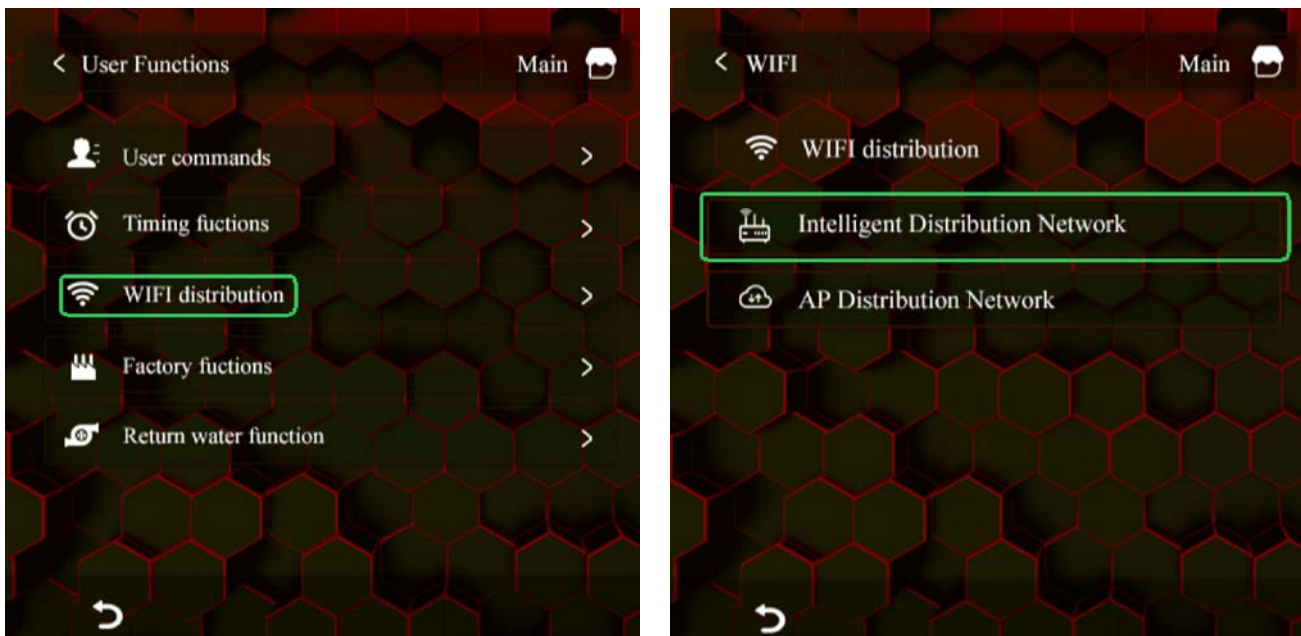 < User Functions Main
User commands >
Timing fuctions >
WIFI distribution >
Factory fuctions >
Return water function >
< WIFI Main
WIFI distribution
Intelligent Distribution Network
AP Distribution Network